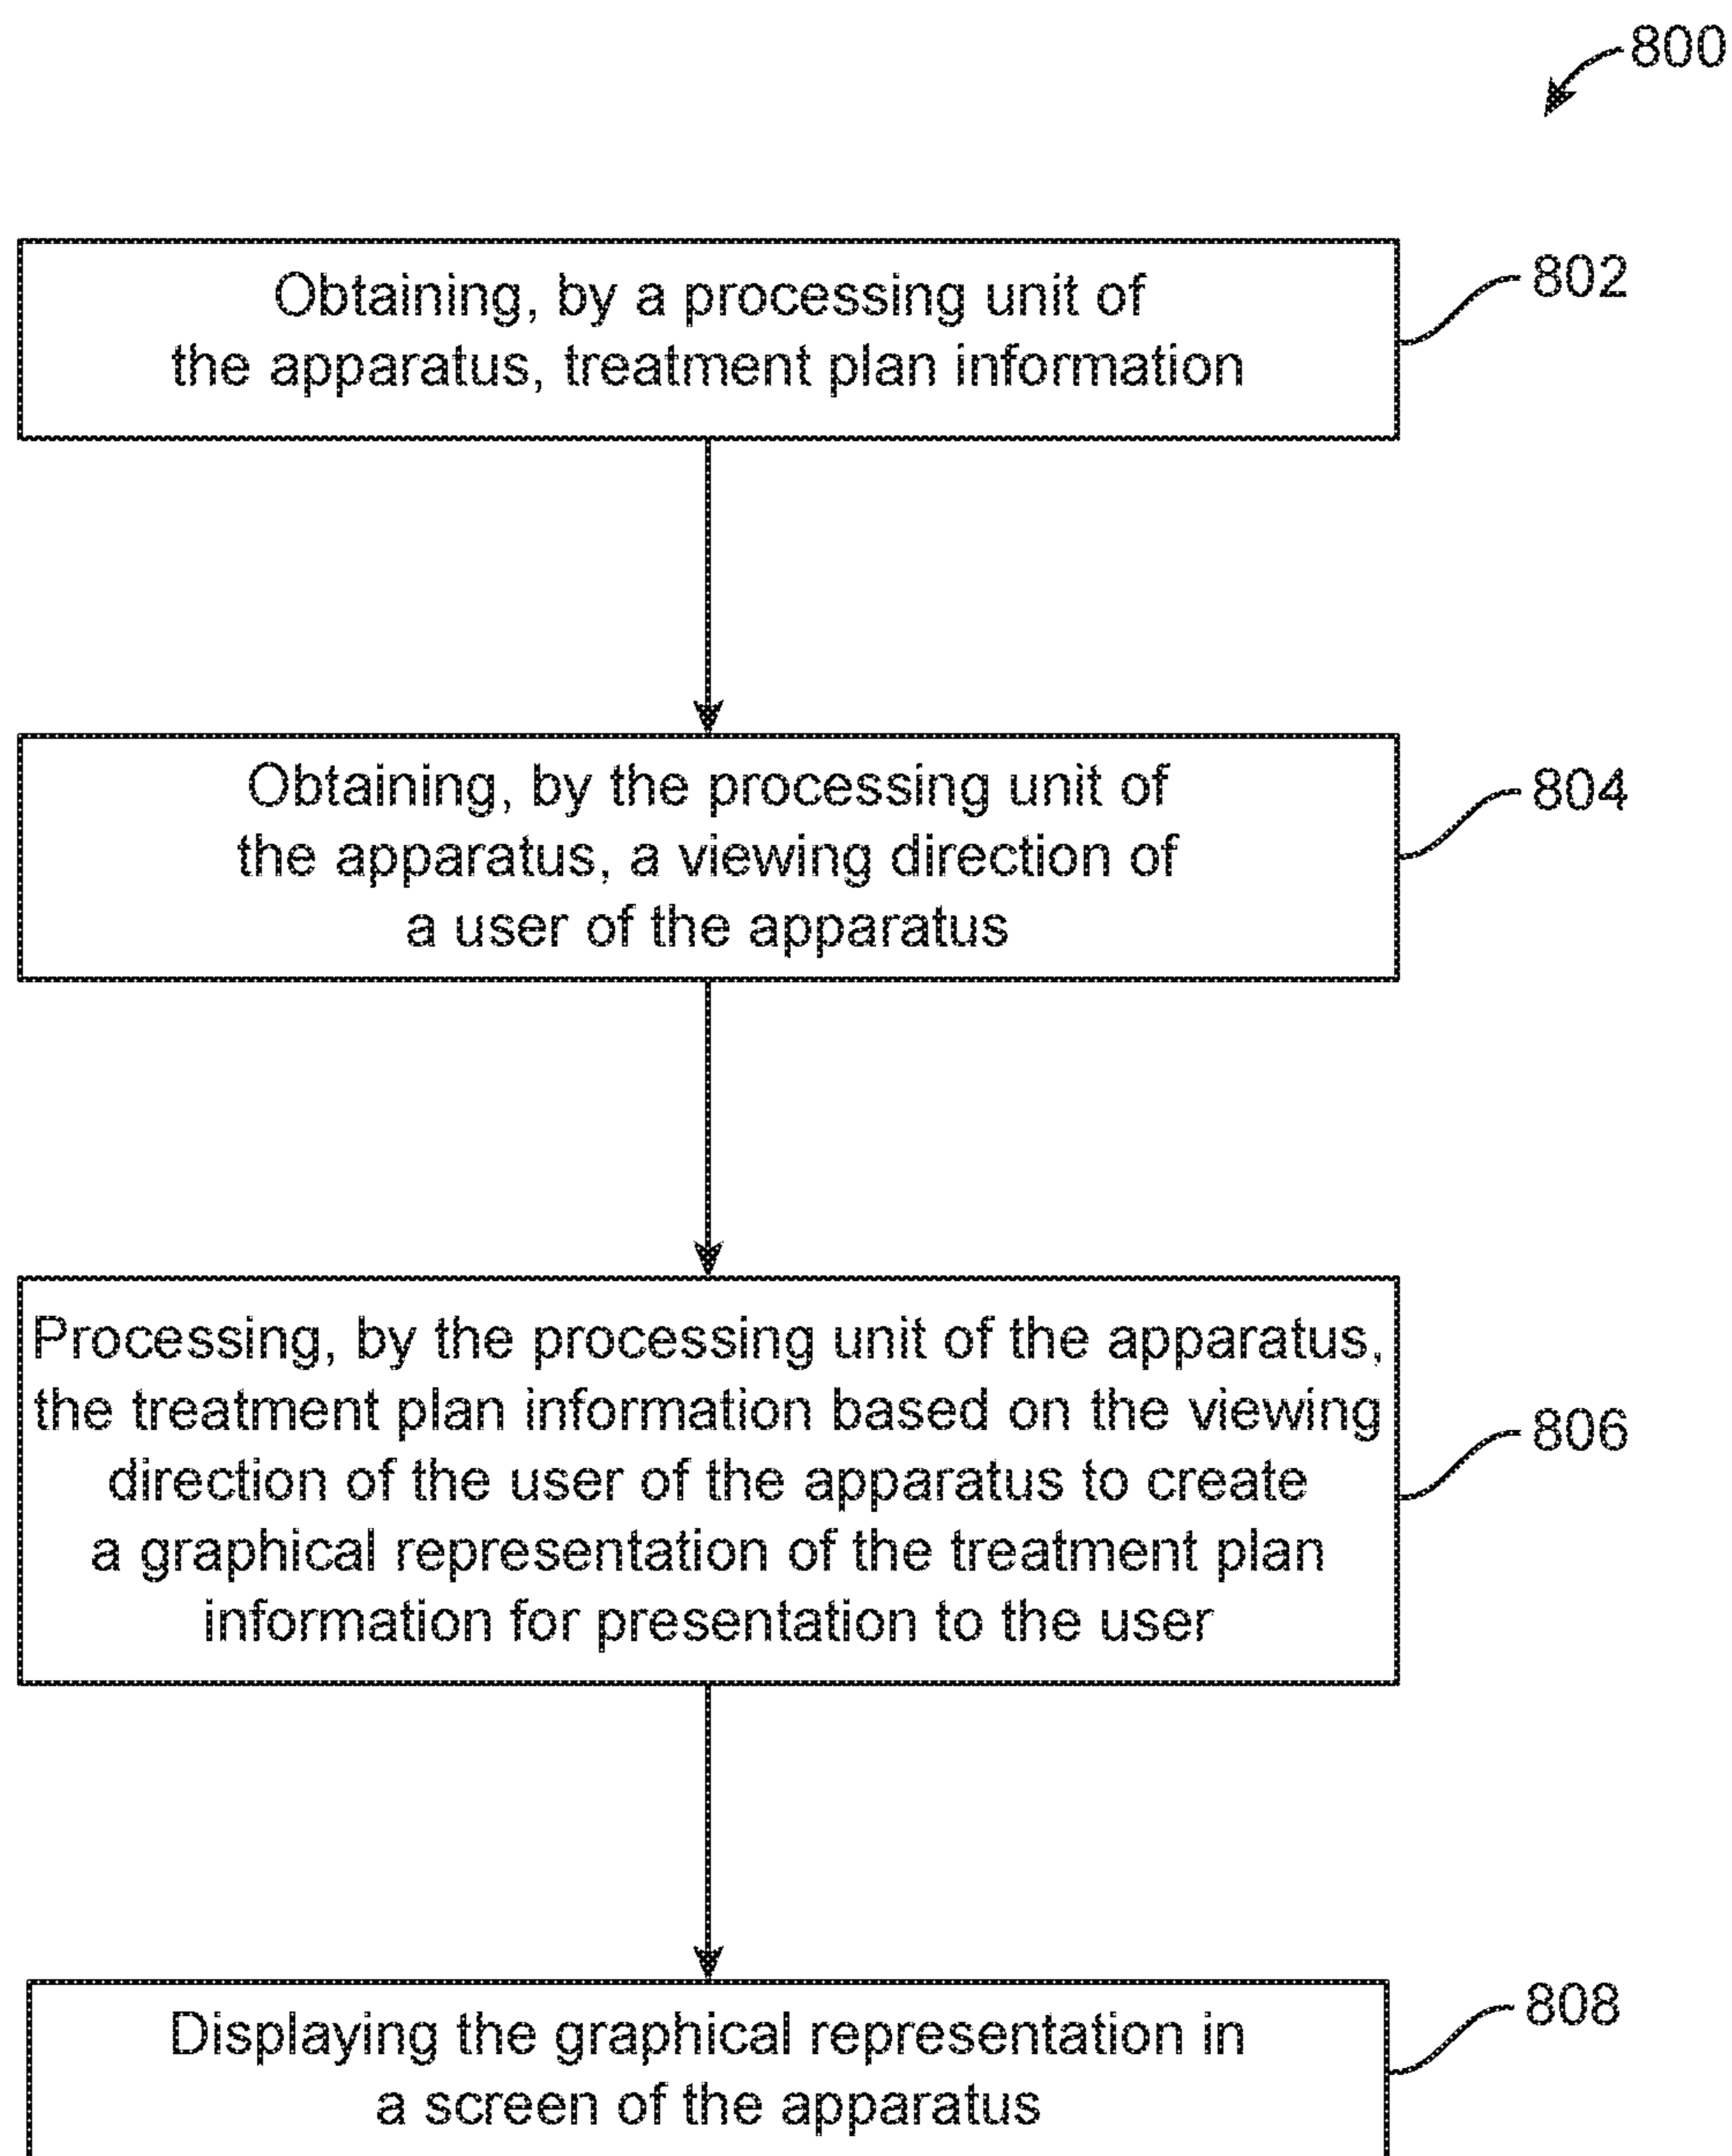 800
Obtaining, by a processing unit of
the apparatus, treatment plan information
802
Obtaining, by the processing unit of
the apparatus, a viewing direction of
a user of the apparatus
804
Processing, by the processing unit of the apparatus,
the treatment plan information based on the viewing
direction of the user of the apparatus to create
a graphical representation of the treatment plan
information for presentation to the user
806
Displaying the graphical representation in
a screen of the apparatus
808